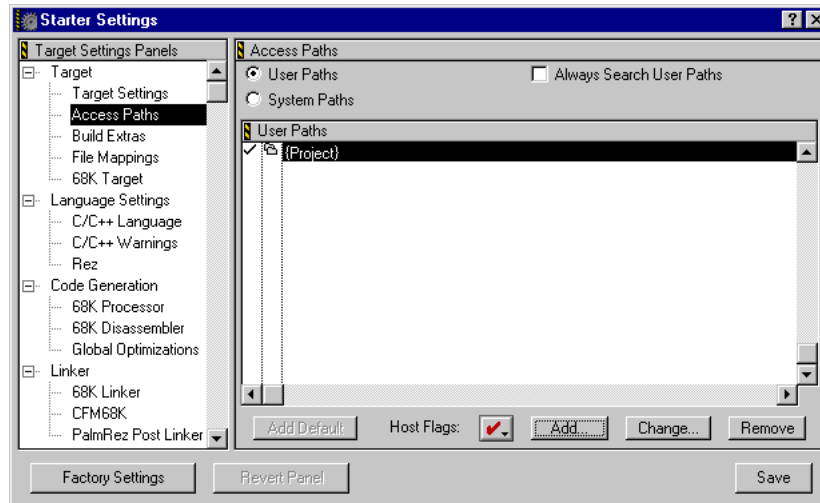 Starter Settings
Target Settings Panels
Target
Target Settings
Access Paths
Build Extras
File Mappings
68K Target
Language Settings
C/C++ Language
C/C++ Warnings
Rez
Code Generation
68K Processor
68K Disassembler
Global Optimizations
Linker
68K Linker
CFM68K
PalmRez Post Linker
Access Paths
User Paths
Always Search User Paths
System Paths
User Paths
{Project}
Add Default
Host Flags:
Add...
Change...
Remove
Factory Settings
Revert Panel
Save